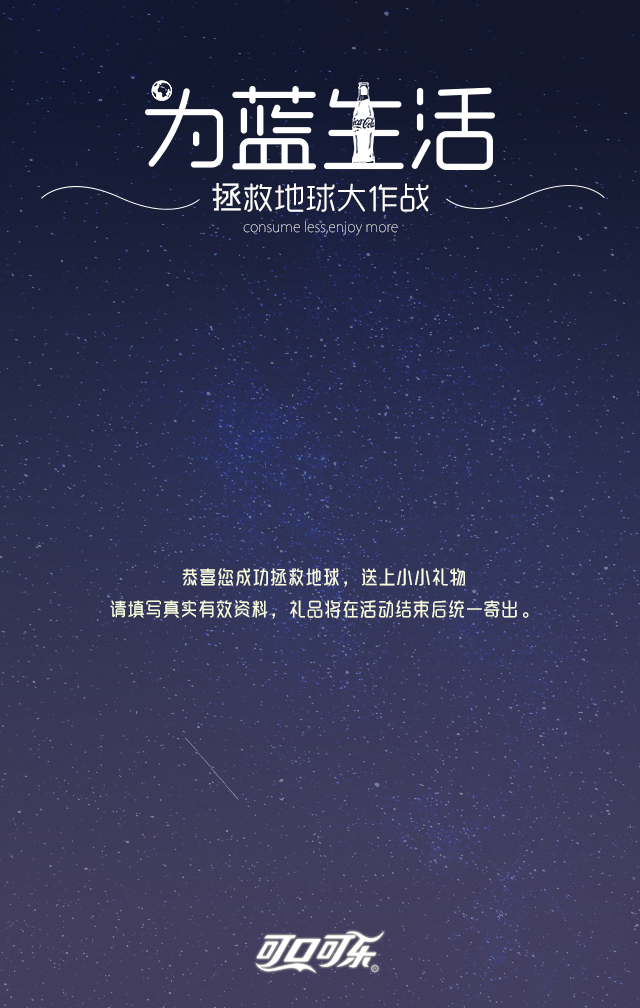 为蓝生活
Coca-Cola
拯救地球大作战
consume less,enjoy more
恭喜您成功拯救地球，送上小小礼物
请填写真实有效资料，礼品将在活动结束后统一寄出。
可口可乐®